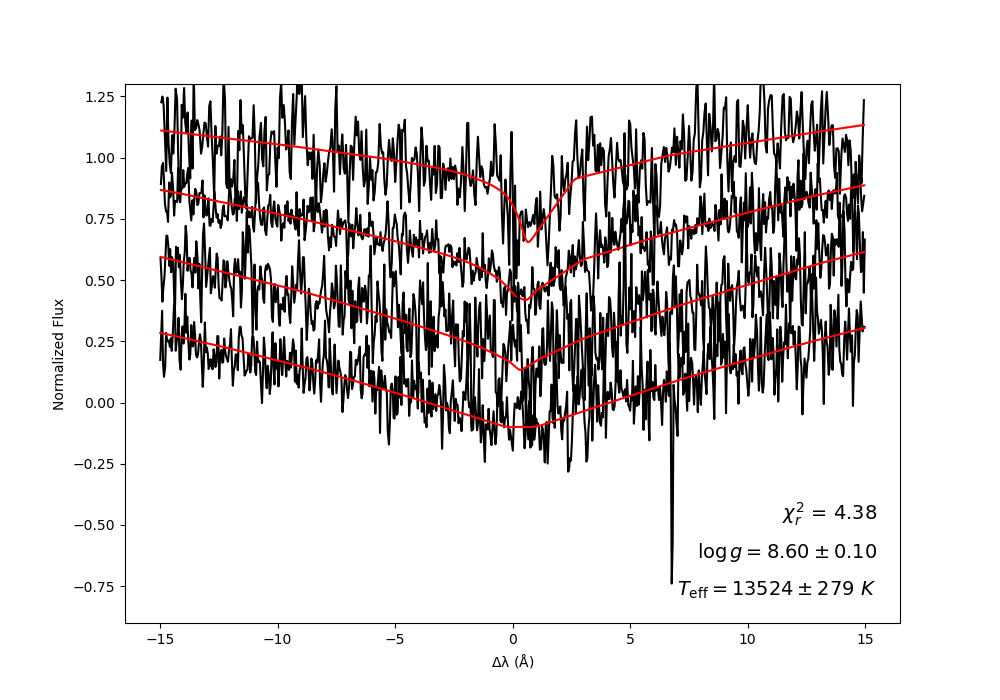 1.25
1.00
0.75
0.50
0.25
0.00
−0.25
−0.50
−0.75
Normalized Flux
χ²ᵣ = 4.38
log g = 8.60 ± 0.10
T_eff = 13524 ± 279 K
−15 −10 −5 0 5 10 15
Δλ (Å)